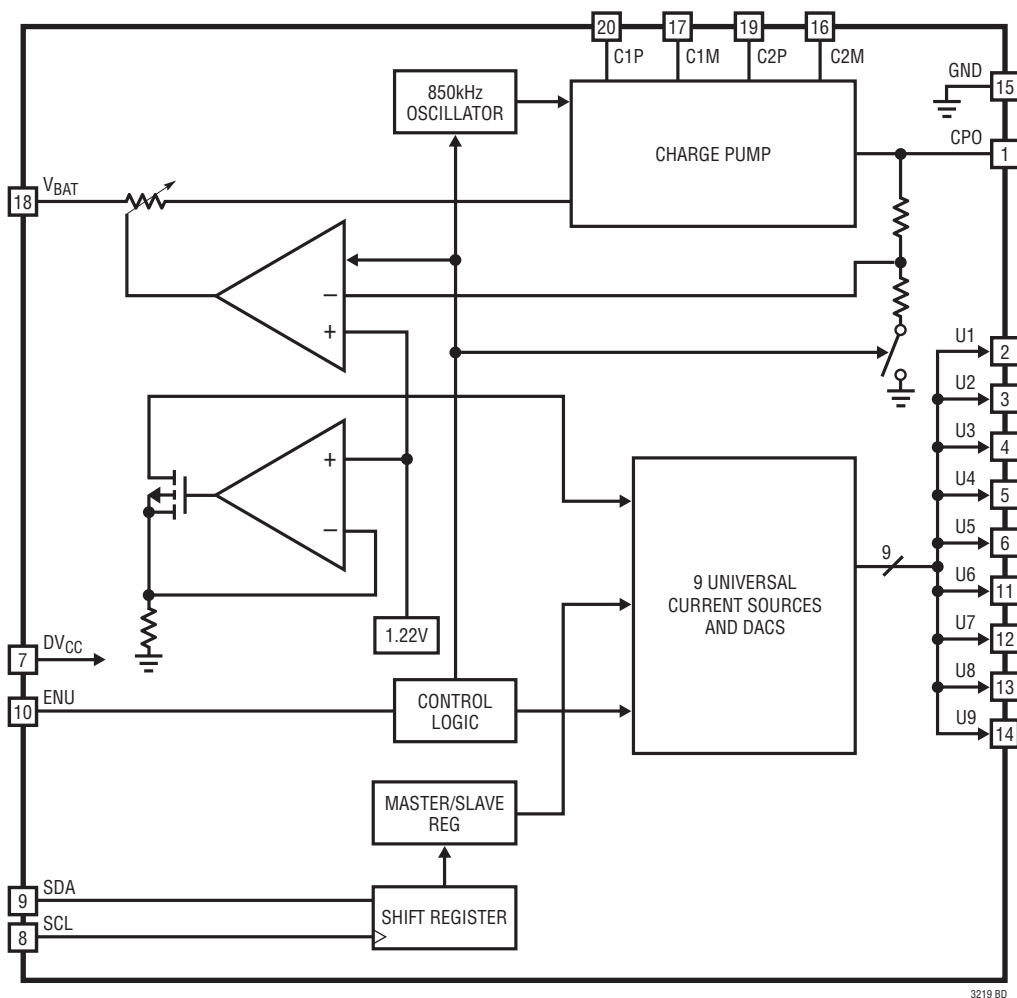 20 17 19 16
C1P C1M C2P C2M
GND
15
850kHz
OSCILLATOR
CHARGE PUMP
CPO
1
VBAT
18
–
+
U1
2
U2
3
U3
4
U4
5
U5
6
U6
11
U7
12
U8
13
U9
14
+
–
9
9 UNIVERSAL
CURRENT SOURCES
AND DACS
1.22V
DVCC
7
ENU
10
CONTROL
LOGIC
MASTER/SLAVE
REG
SDA
9
SHIFT REGISTER
SCL
8
3219 BD